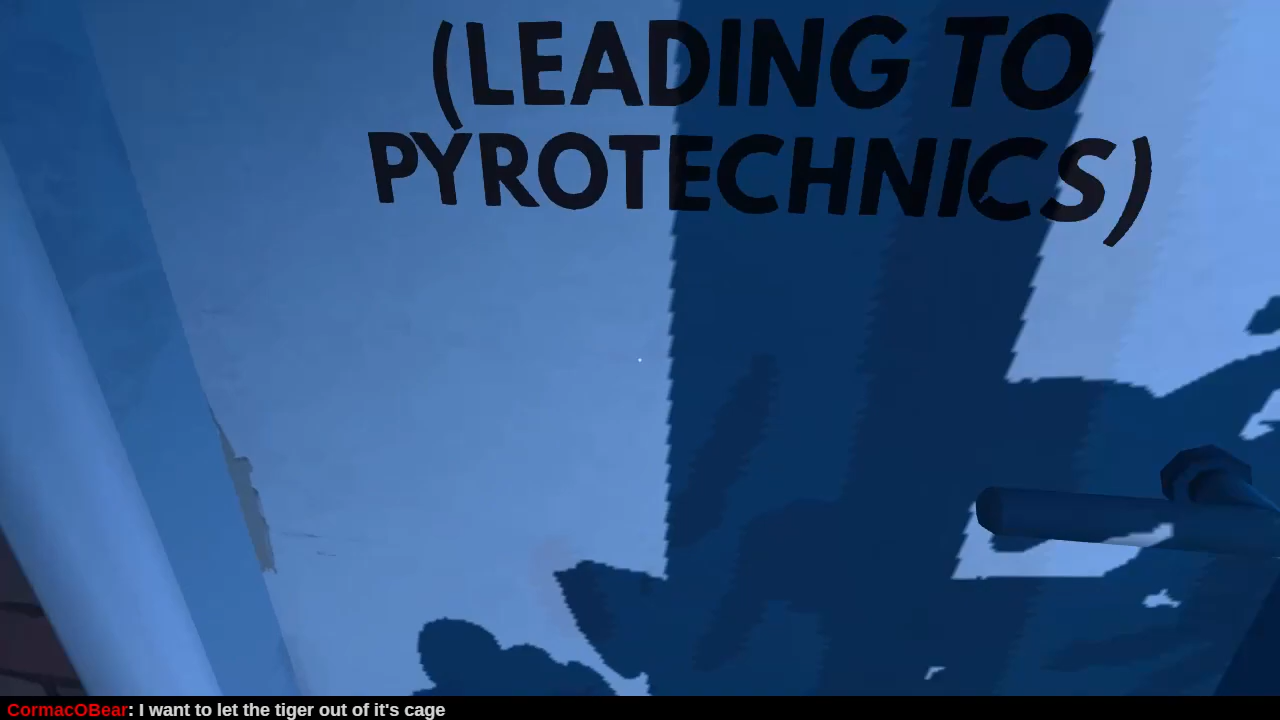 (LEADING TO
PYROTECHNICS)
CormacOBear: I want to let the tiger out of it's cage